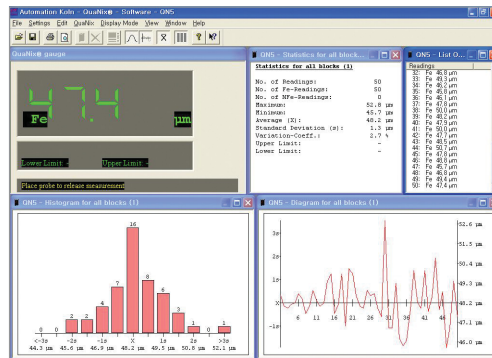 Automation Koln - QuaNix® - Software - QN5
File Settings Edit QuaNix Display Mode View Window Help
QuaNix® gauge
47.4
Fe µm
Lower Limit: - Upper Limit: -
Place probe to release measurement
QN5 - Statistics for all block...
Statistics for all blocks (1)
No. of Readings: 50
No. of Fe-Readings: 50
No. of NFe-Readings: 0
Maximum: 52.8 µm
Minimum: 45.7 µm
Average (X): 48.2 µm
Standard Deviation (s): 1.3 µm
Variation-Coeff.: 2.7 %
Upper Limit: -
Lower Limit: -
QN5 - List O...
Readings
32: Fe 46,8 µm
33: Fe 49,3 µm
34: Fe 46,2 µm
35: Fe 45,8 µm
36: Fe 46,1 µm
37: Fe 47,8 µm
38: Fe 50,0 µm
39: Fe 48,2 µm
40: Fe 47,9 µm
41: Fe 50,0 µm
42: Fe 47,7 µm
43: Fe 48,5 µm
44: Fe 50,7 µm
45: Fe 47,8 µm
46: Fe 48,8 µm
47: Fe 45,7 µm
48: Fe 46,8 µm
49: Fe 49,4 µm
50: Fe 47,4 µm
QN5 - Histogram for all blocks (1)
16
8
7
6
4
3
2 2
1 1
0 0
<-3s -2s -1s X 1s 2s >3s
44.3 µm 45.6 µm 46.9 µm 48.2 µm 49.5 µm 50.8 µm 52.1 µm
QN5 - Diagram for all blocks (1)
3s
2s
1s
X
-1s
6 11 16 21 26 31 36 41 46
52.6 µm
51.5 µm
50.4 µm
49.3 µm
48.2 µm
47.1 µm
46.0 µm